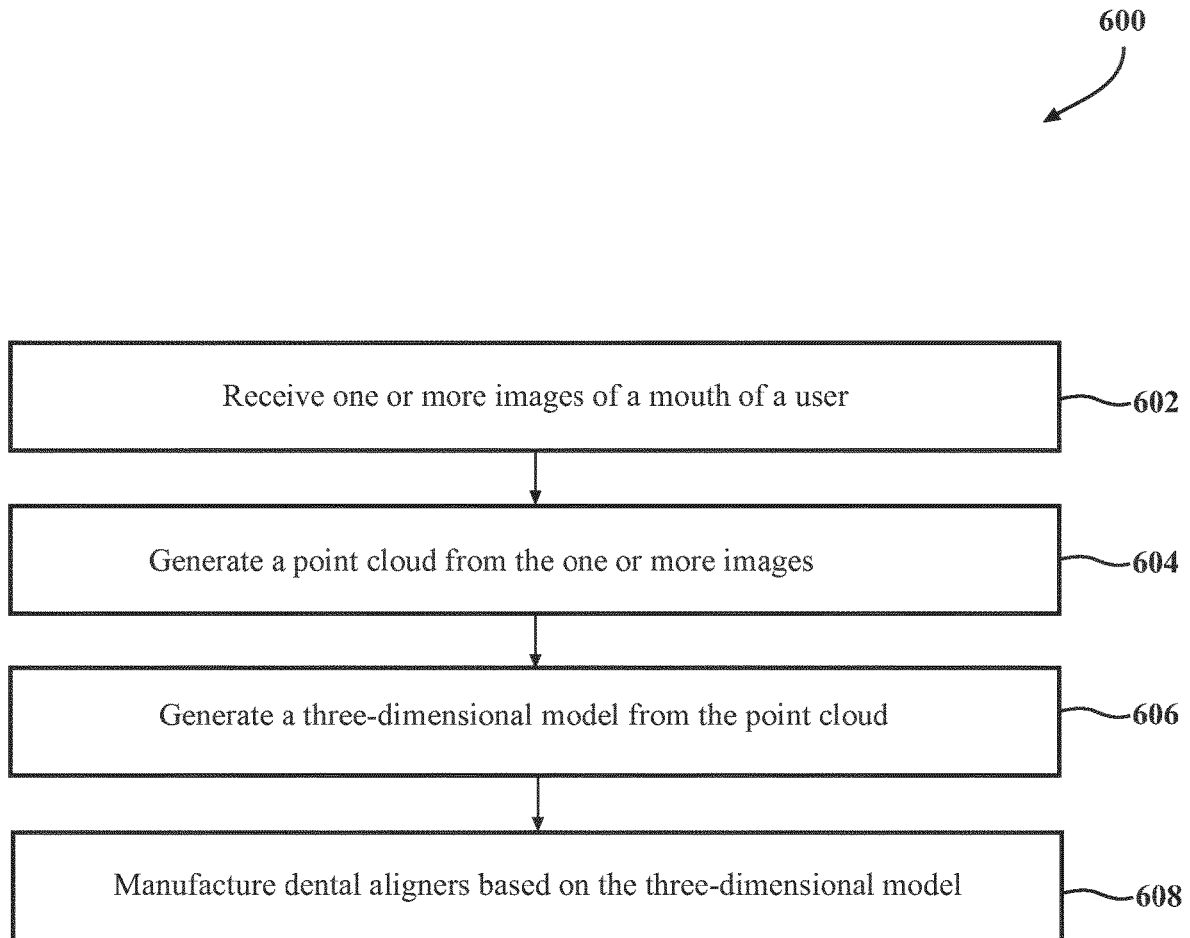 600
Receive one or more images of a mouth of a user
602
Generate a point cloud from the one or more images
604
Generate a three-dimensional model from the point cloud
606
Manufacture dental aligners based on the three-dimensional model
608